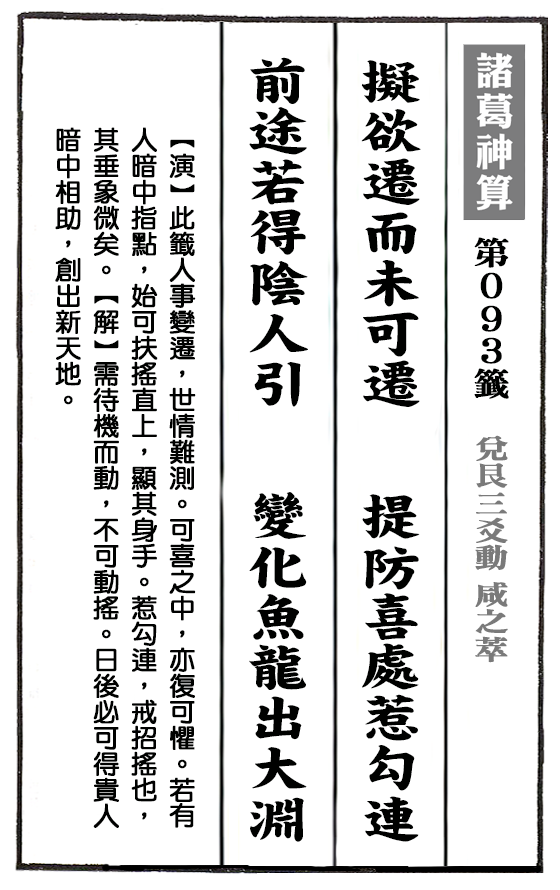 諸葛神算 第093籤 兌艮三爻動 咸之萃
擬欲遷而未可遷 提防喜處惹勾連
前途若得陰人引 變化魚龍出大淵
【演】此籤人事變遷，世情難測。可喜之中，亦復可懼。若有
人暗中指點，始可扶搖直上，顯其身手。惹勾連，戒招搖也，
其垂象微矣。【解】需待機而動，不可動搖。日後必可得貴人
暗中相助，創出新天地。